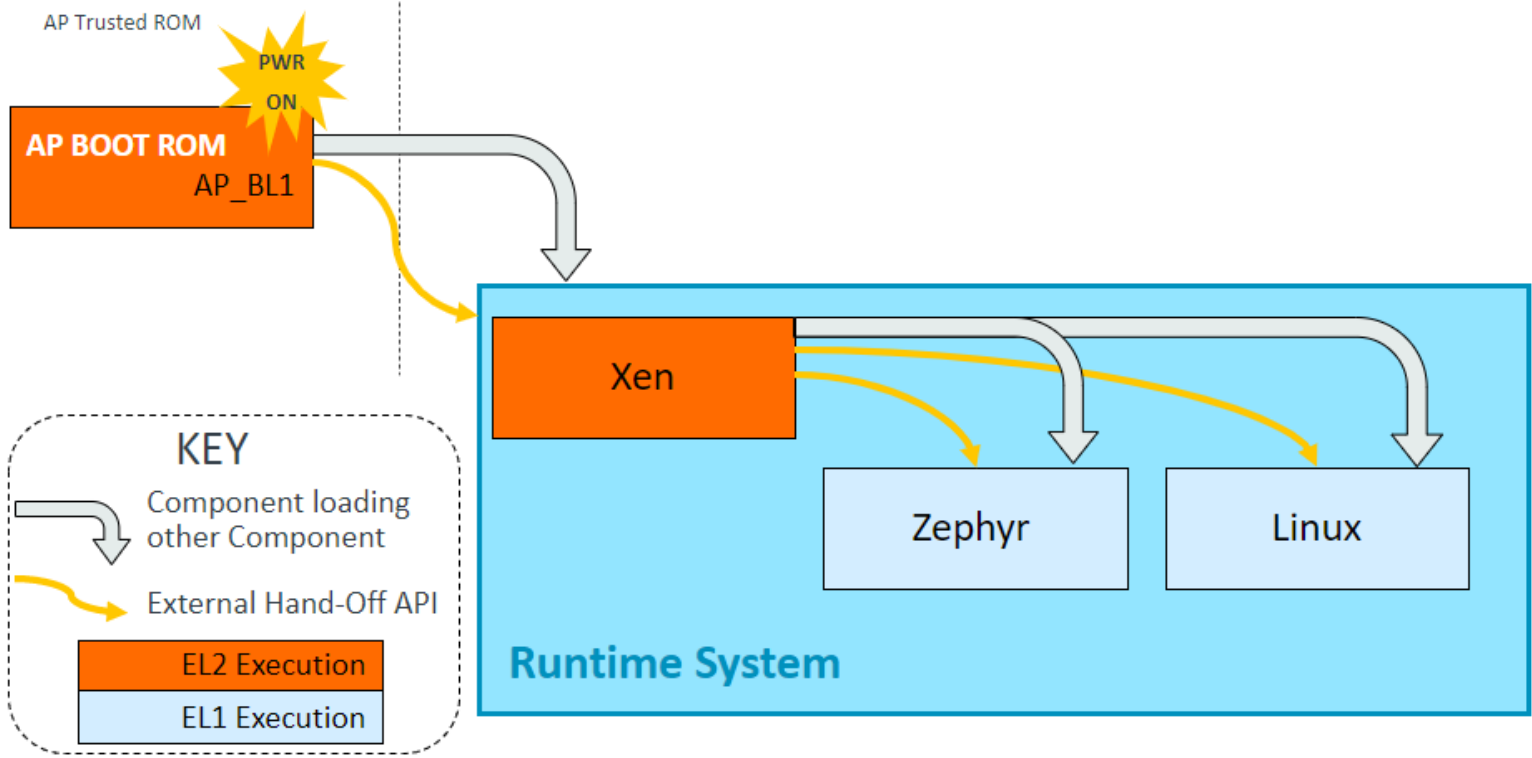 AP Trusted ROM
PWR
ON
AP BOOT ROM
AP_BL1
Xen
Zephyr
Linux
Runtime System
KEY
Component loading
other Component
External Hand-Off API
EL2 Execution
EL1 Execution